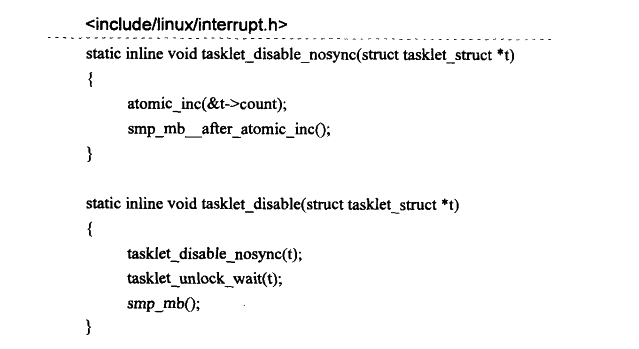 <include/linux/interrupt.h>
static inline void tasklet_disable_nosync(struct tasklet_struct *t)
{
atomic_inc(&t->count);
smp_mb__after_atomic_inc();
}
static inline void tasklet_disable(struct tasklet_struct *t)
{
tasklet_disable_nosync(t);
tasklet_unlock_wait(t);
smp_mb();
}